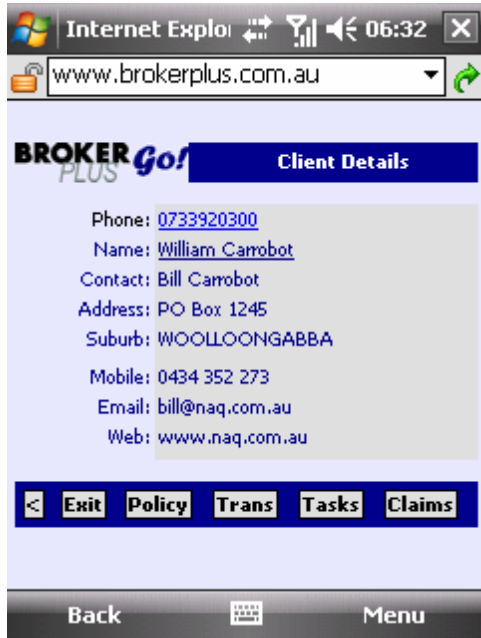 Internet Explor 06:32
www.brokerplus.com.au
BROKER PLUS Go! Client Details
Phone: 0733920300
Name: William Carrobot
Contact: Bill Carrobot
Address: PO Box 1245
Suburb: WOOLLOONGABBA
Mobile: 0434 352 273
Email: bill@naq.com.au
Web: www.naq.com.au
< Exit Policy Trans Tasks Claims
Back Menu